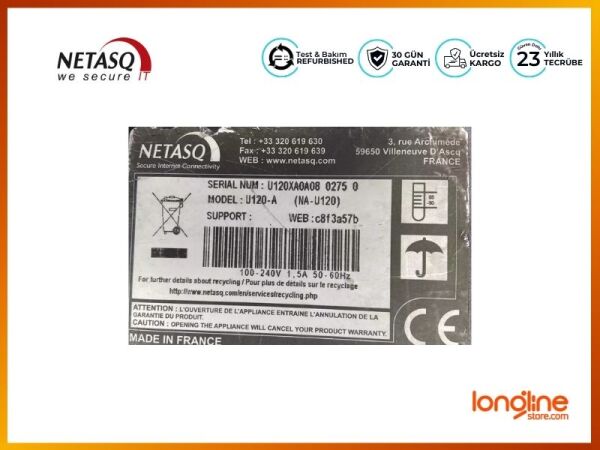 NETASQ
we secure IT
Test & Bakım
REFURBISHED
30 GÜN
GARANTİ
Ücretsiz
KARGO
23 Yıllık
TECRÜBE
NETASQ
Secure Internet Connectivity
Tel : +33 320 619 630
Fax : +33 320 619 639
WEB : www.netasq.com
3, rue Archimède
59650 Villeneuve D'Ascq
FRANCE
SERIAL NUM : U120XA0A08 0275 0
MODEL : U120-A (NA-U120)
SUPPORT : WEB : c8f3a57b
100-240V 1,5A 50-60Hz
For further details about recycling / Pour plus de détails sur le recyclage
http://www.netasq.com/en/services/recycling.php
ATTENTION : L'OUVERTURE DE L'APPLIANCE ENTRAINE L'ANNULATION DE LA
GARANTIE DU PRODUIT.
CAUTION : OPENING THE APPLIANCE WILL CANCEL YOUR PRODUCT WARRANTY.
MADE IN FRANCE
CE
longline
store.com